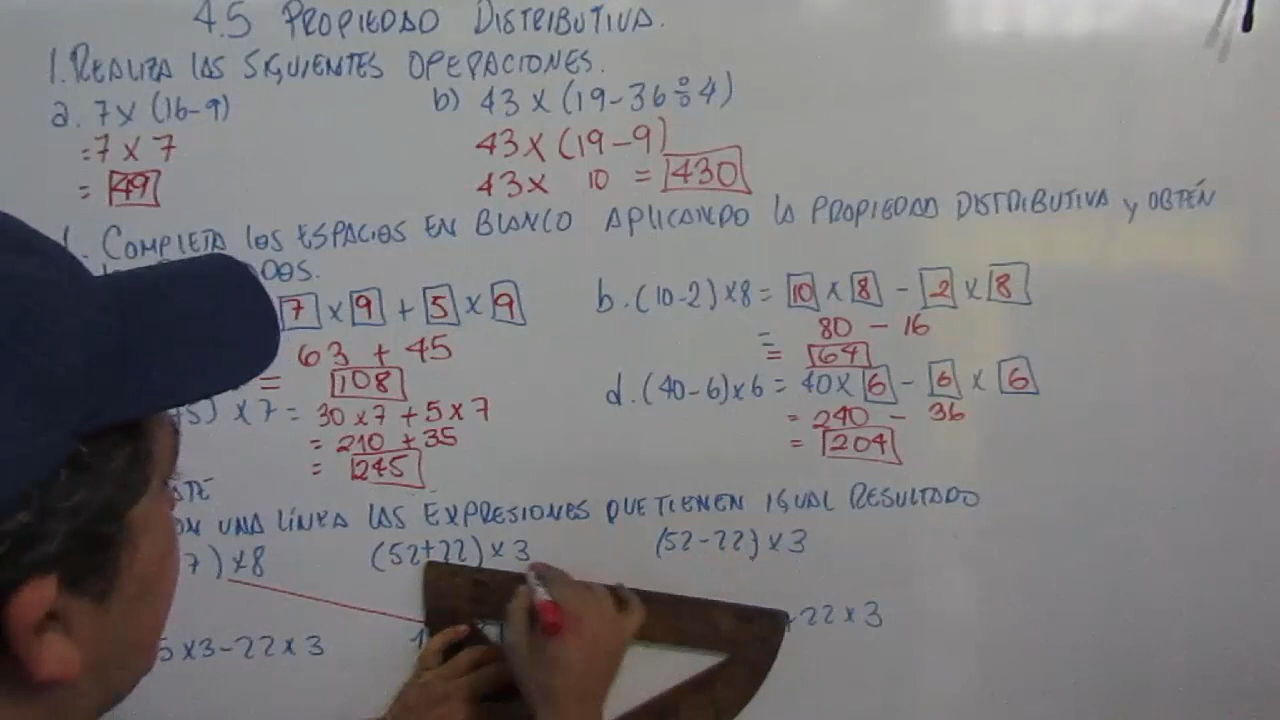 4.5 PROPIEDAD DISTRIBUTIVA.
1. REALIZA LAS SIGUIENTES OPERACIONES.
a. 7 x (16-9)
= 7 x 7
= 49
b) 43 x (19-36÷4)
43 x (19-9)
43 x 10 = 430
COMPLETA LOS ESPACIOS EN BLANCO APLICANDO LA PROPIEDAD DISTRIBUTIVA y OBTÉN
7 x 9 + 5 x 9
63 + 45
= 108
b. (10-2) x 8 = 10 x 8 - 2 x 8
= 80 - 16
= 64
5) x 7 = 30 x 7 + 5 x 7
= 210 + 35
= 245
d. (40-6) x 6 = 40 x 6 - 6 x 6
= 240 - 36
= 204
UNA LÍNEA LAS EXPRESIONES QUE TIENEN IGUAL RESULTADO
7) x 8 (52+22) x 3 (52-22) x 3
5 x 3 - 22 x 3 22 x 3